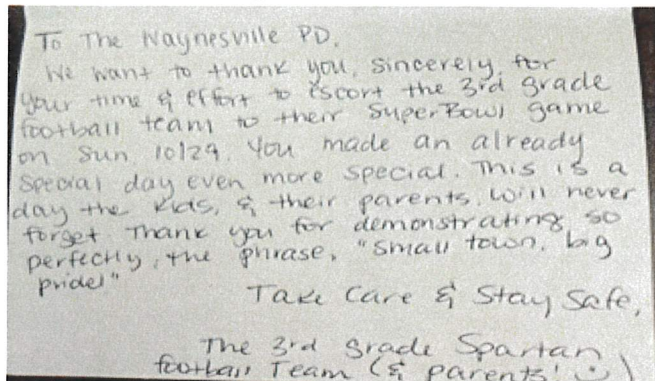 To The Waynesville PD,
We want to thank you, sincerely, for
your time & effort to escort the 3rd grade
football team to their SuperBowl game
on Sun 10/29. You made an already
special day even more special. This is a
day the kids, & their parents, will never
forget. Thank you for demonstrating so
perfectly, the phrase, "small town, big
pride!"
Take Care & Stay Safe,
The 3rd Grade Spartan
football Team (& parents! :)